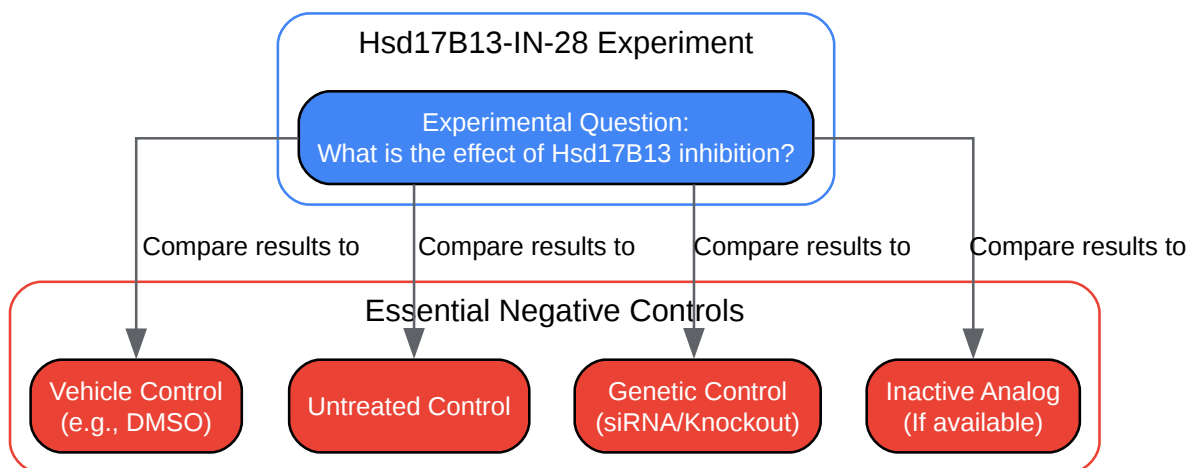 Hsd17B13-IN-28 Experiment
Experimental Question:
What is the effect of Hsd17B13 inhibition?
Compare results to
Compare results to
Compare results to
Compare results to
Essential Negative Controls
Vehicle Control
(e.g., DMSO)
Untreated Control
Genetic Control
(siRNA/Knockout)
Inactive Analog
(If available)